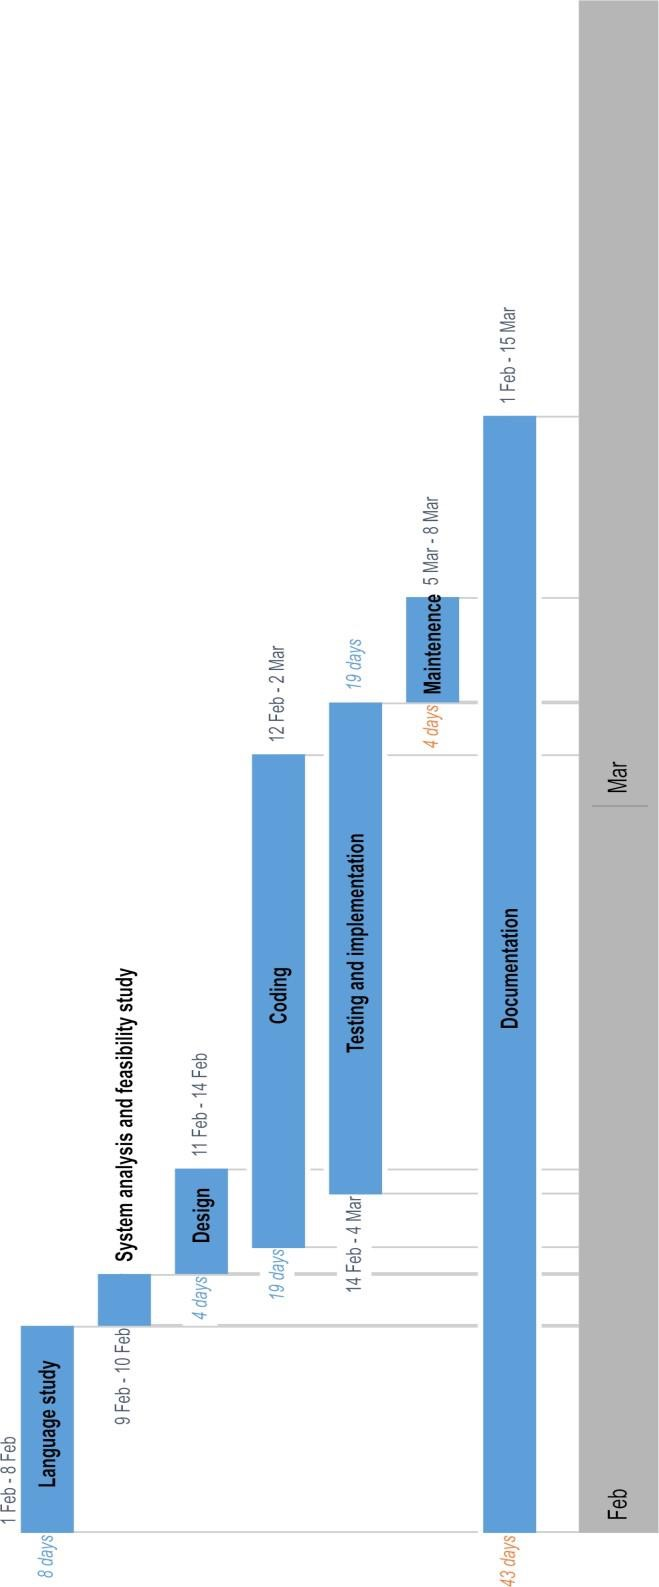 1 Feb - 8 Feb
8 days
Language study
9 Feb - 10 Feb
System analysis and feasibility study
4 days
Design
11 Feb - 14 Feb
19 days
Coding
12 Feb - 2 Mar
14 Feb - 4 Mar
Testing and implementation
19 days
4 days
Maintenence
5 Mar - 8 Mar
43 days
Documentation
1 Feb - 15 Mar
Feb
Mar